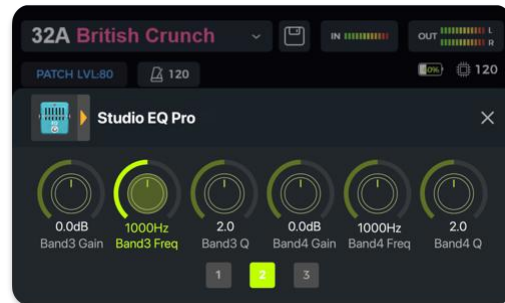 32A British Crunch
IN
OUT
L
R
PATCH LVL:80
120
0%
120
Studio EQ Pro
0.0dB 1000Hz 2.0 0.0dB 1000Hz 2.0
Band3 Gain Band3 Freq Band3 Q Band4 Gain Band4 Freq Band4 Q
1 2 3